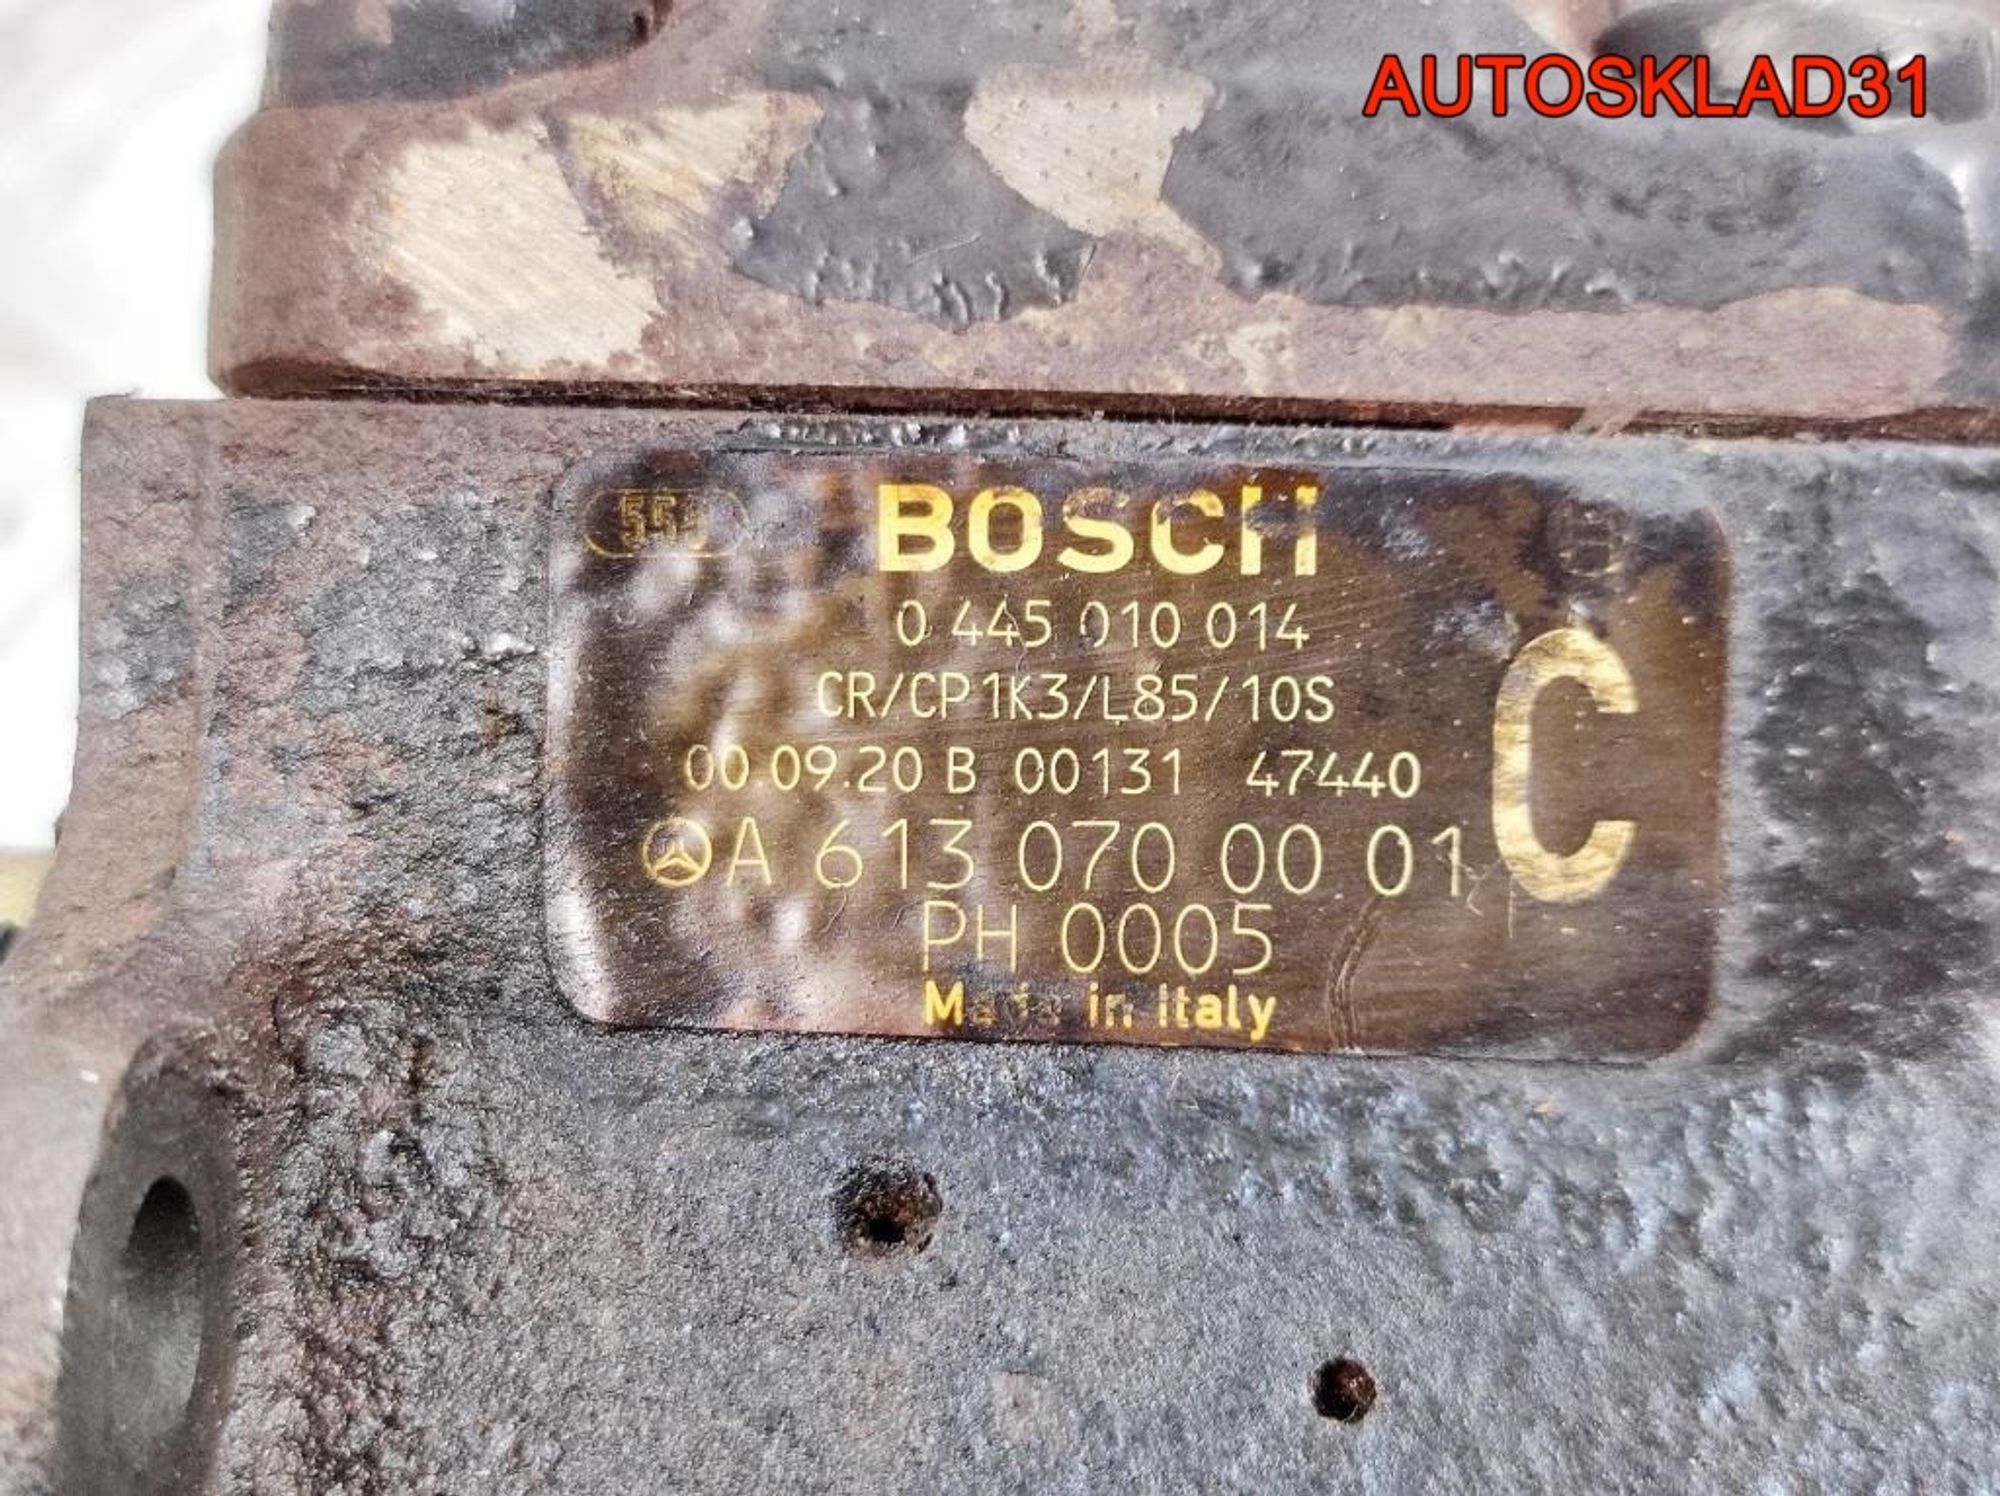 AUTOSKLAD31
BOSCH
0 445 010 014
CR/CP1K3/L85/10S
00.09.20 B 00131 47440
A 613 070 00 01 C
PH 0005
Made in Italy